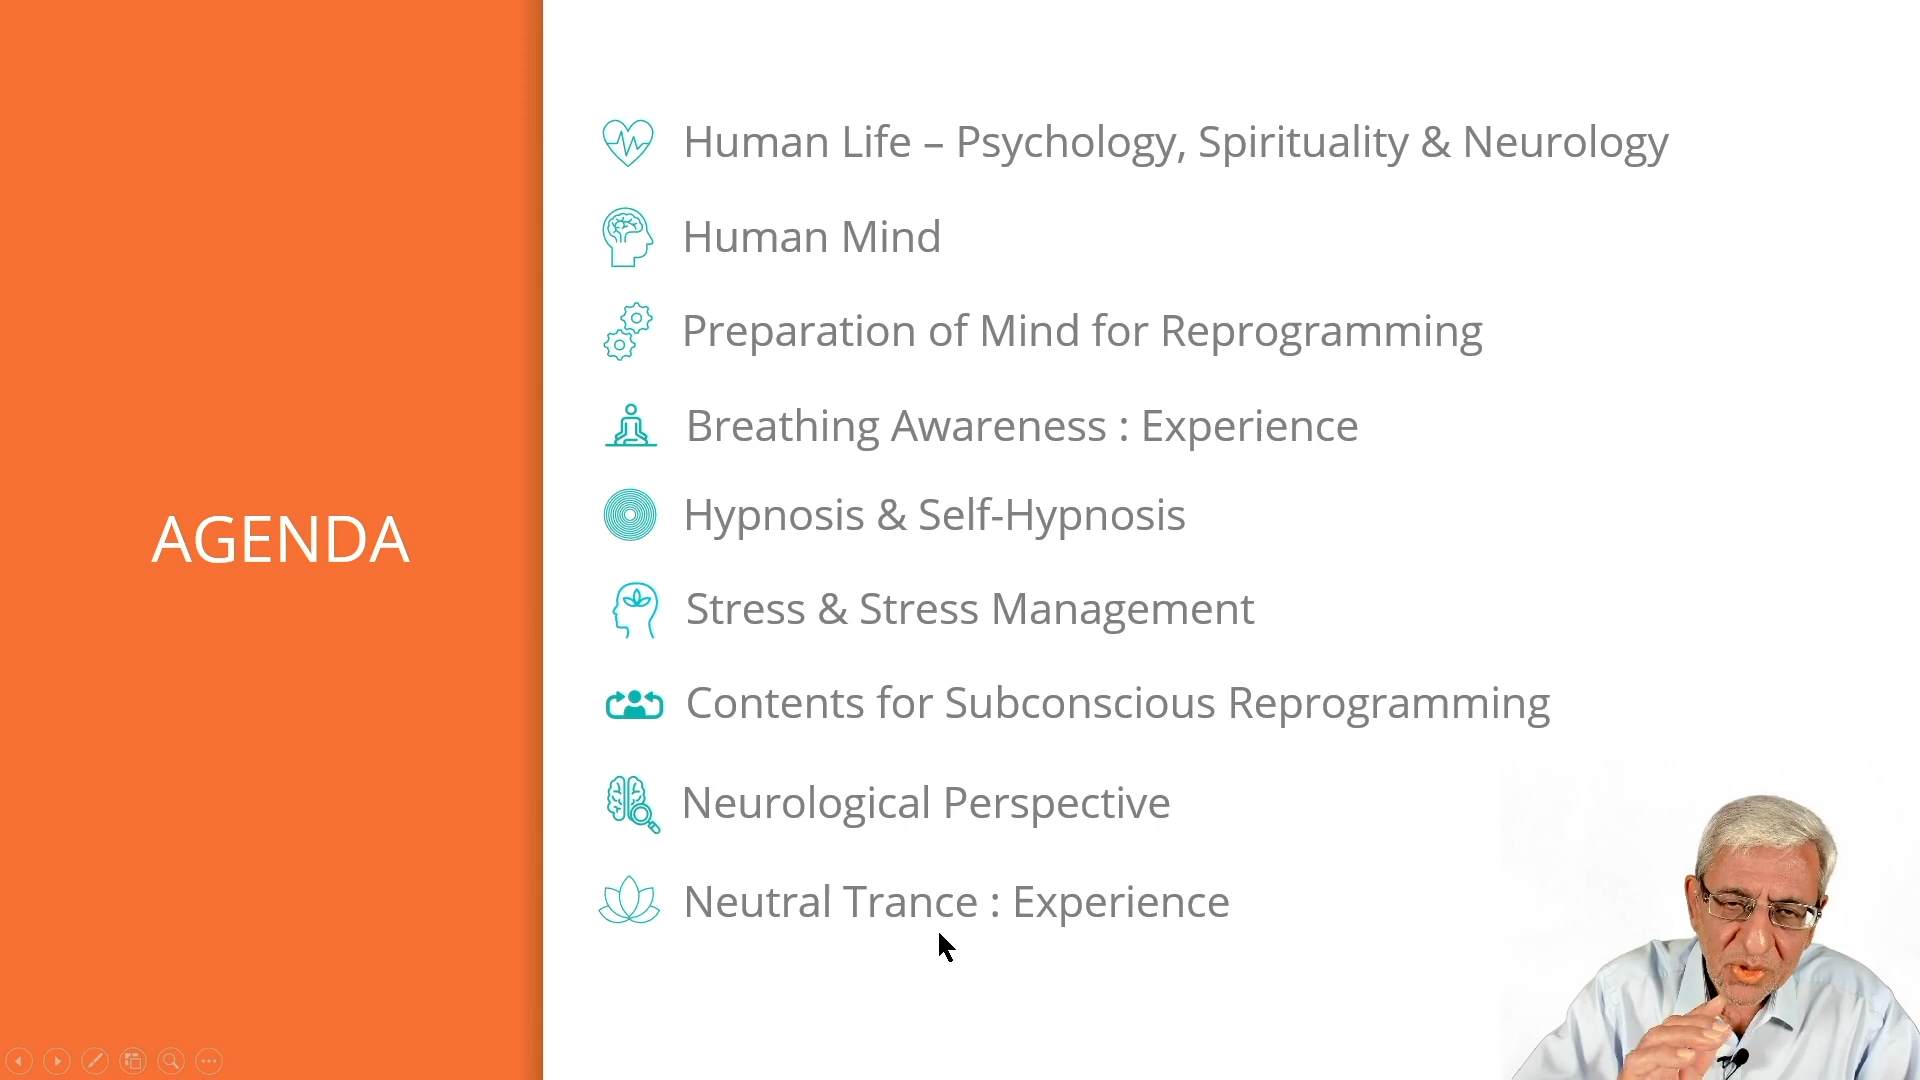 AGENDA
Human Life – Psychology, Spirituality & Neurology
Human Mind
Preparation of Mind for Reprogramming
Breathing Awareness : Experience
Hypnosis & Self-Hypnosis
Stress & Stress Management
Contents for Subconscious Reprogramming
Neurological Perspective
Neutral Trance : Experience